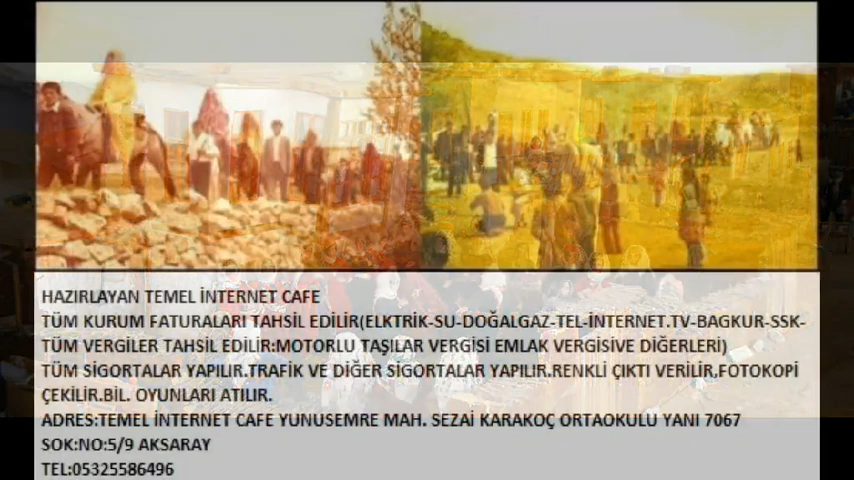 HAZIRLAYAN TEMEL İNTERNET CAFE
TÜM KURUM FATURALARI TAHSİL EDİLİR(ELKTRİK-SU-DOĞALGAZ-TEL-İNTERNET.TV-BAGKUR-SSK-
TÜM VERGİLER TAHSİL EDİLİR:MOTORLU TAŞILAR VERGİSİ EMLAK VERGİSİVE DİĞERLERİ)
TÜM SİGORTALAR YAPILIR.TRAFİK VE DİĞER SİGORTALAR YAPILIR.RENKLİ ÇIKTI VERİLİR,FOTOKOPİ
ÇEKİLİR.BİL. OYUNLARI ATILIR.
ADRES:TEMEL İNTERNET CAFE YUNUSEMRE MAH. SEZAİ KARAKOÇ ORTAOKULU YANI 7067
SOK:NO:5/9 AKSARAY
TEL:05325586496